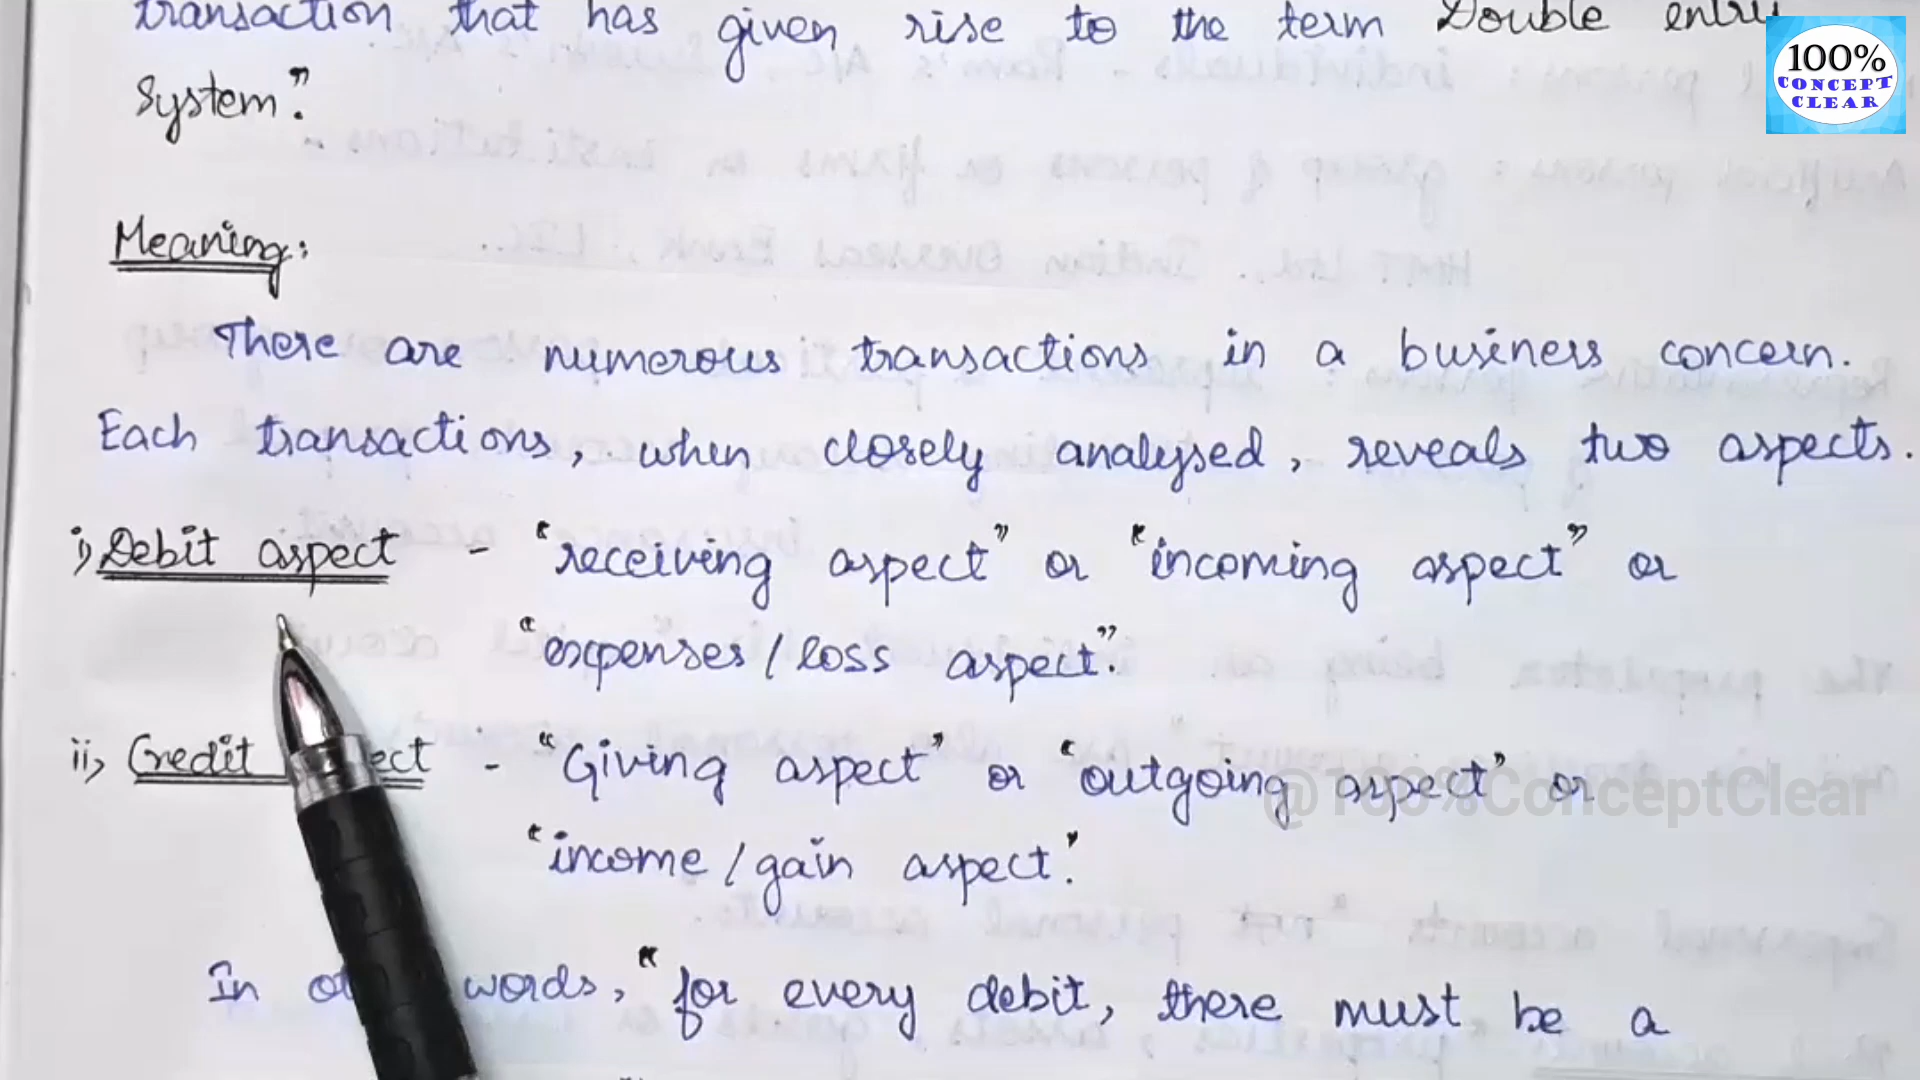 transaction that has given rise to the term Double entry
System".
100%
CONCEPT
CLEAR
Meaning:
There are numerous transactions in a business concern.
Each transactions, when closely analysed, reveals two aspects.
i) Debit aspect - "receiving aspect" or "incoming aspect" or
"expenses/loss aspect".
ii) Credit - "Giving aspect" or "outgoing aspect" or
@100%ConceptClear
"income/gain aspect".
In words, "for every debit, there must be a